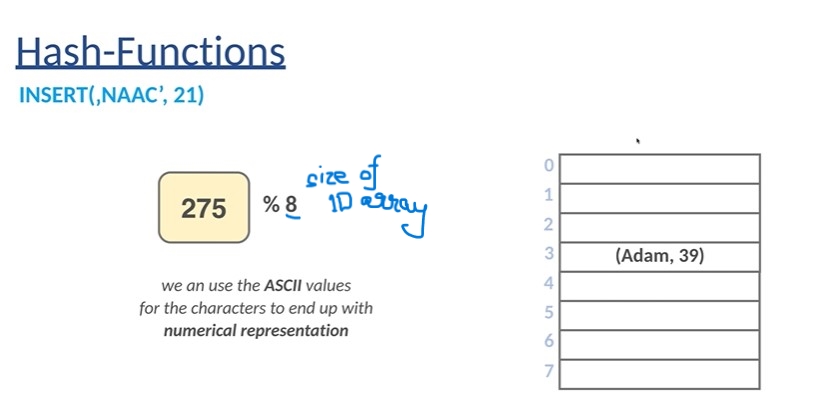 Hash-Functions
INSERT(‚NAAC’, 21)
275 % 8 size of
1D array
we an use the ASCII values
for the characters to end up with
numerical representation
0
1
2
3 (Adam, 39)
4
5
6
7